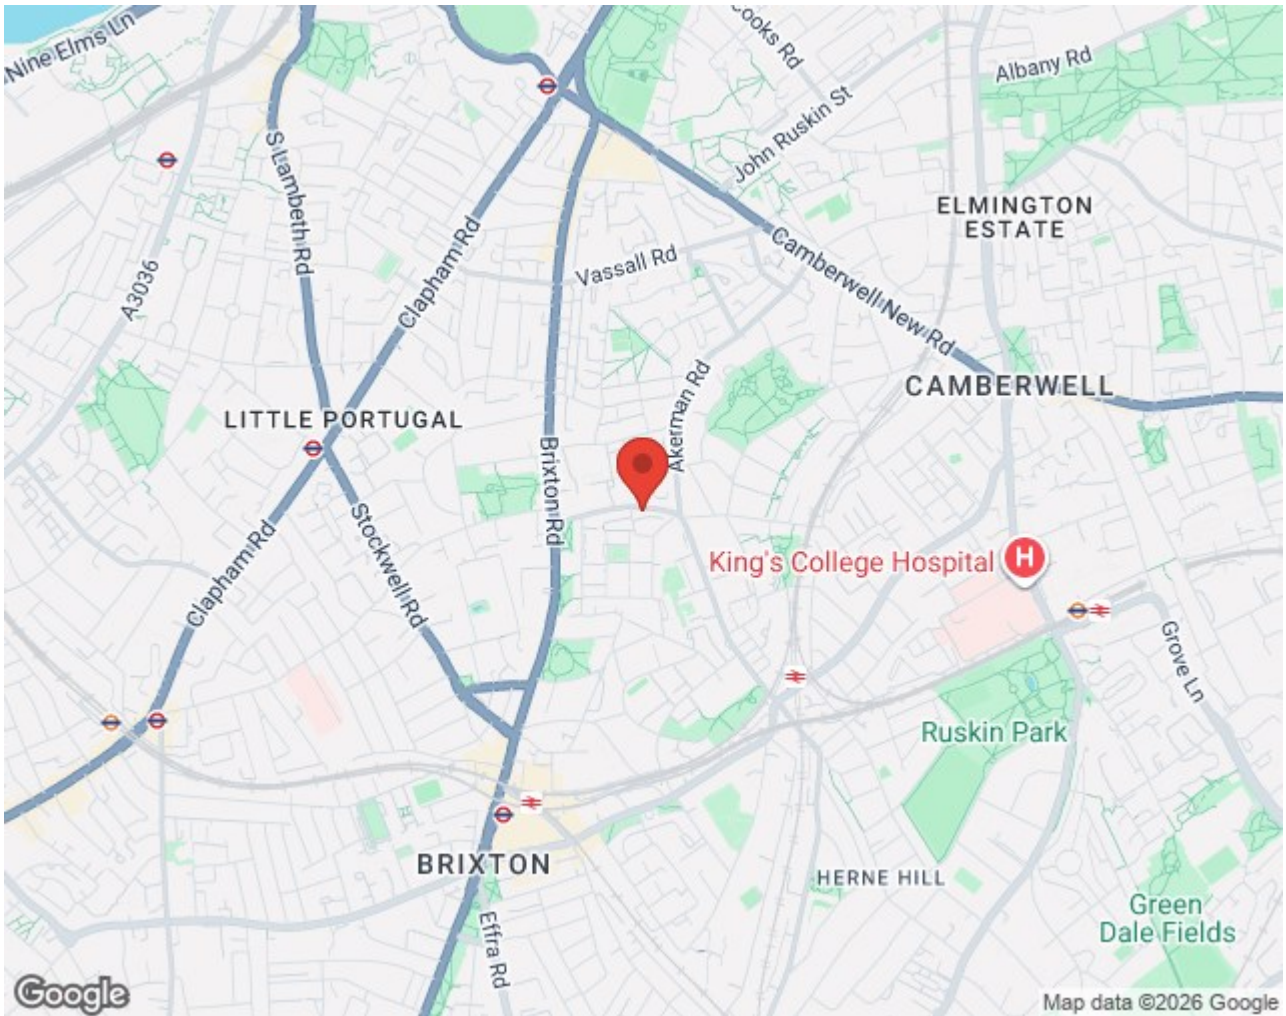 Nine Elms Ln
Cooks Rd
Albany Rd
John Ruskin St
S Lambeth Rd
ELMINGTON
ESTATE
Clapham Rd
Vassall Rd
A3036
Camberwell New Rd
CAMBERWELL
Akerman Rd
LITTLE PORTUGAL
Brixton Rd
Stockwell Rd
Clapham Rd
King's College Hospital
H
Grove Ln
Ruskin Park
BRIXTON
HERNE HILL
Effra Rd
Green
Dale Fields
Google
Map data ©2026 Google